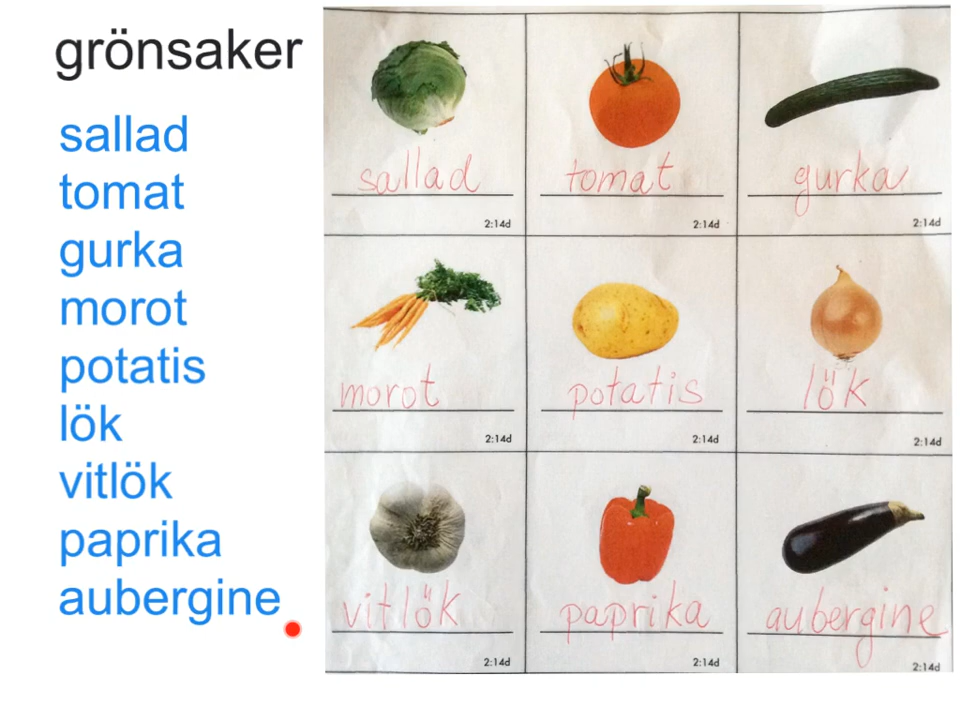 grönsaker
sallad
tomat
gurka
morot
potatis
lök
vitlök
paprika
aubergine
sallad tomat gurka
2:14d 2:14d 2:14d
morot potatis lök
2:14d 2:14d 2:14d
vitlök paprika aubergine
2:14d 2:14d 2:14d